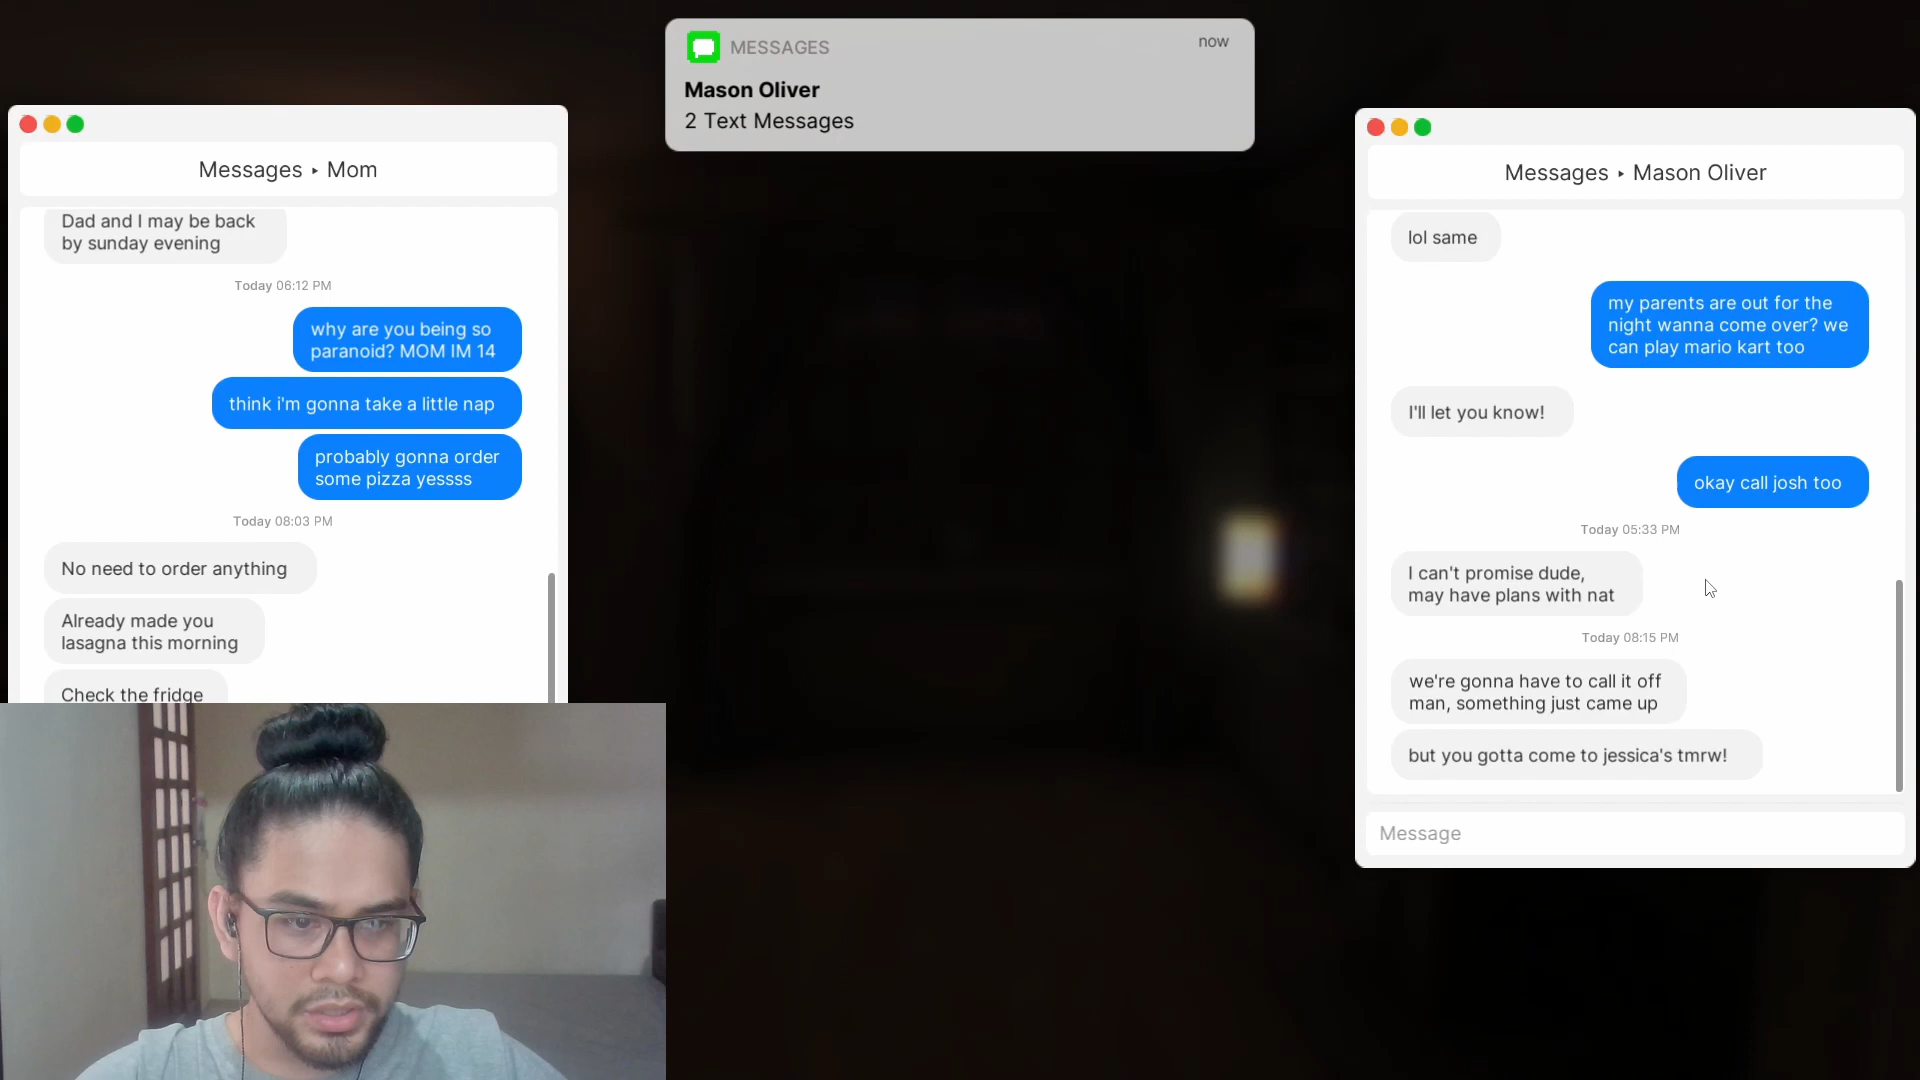 MESSAGES
now
Mason Oliver
2 Text Messages
Messages ▸ Mom
Dad and I may be back
by sunday evening
Today 06:12 PM
why are you being so
paranoid? MOM IM 14
think i'm gonna take a little nap
probably gonna order
some pizza yessss
Today 08:03 PM
No need to order anything
Already made you
lasagna this morning
Check the fridge
Messages ▸ Mason Oliver
lol same
my parents are out for the
night wanna come over? we
can play mario kart too
I'll let you know!
okay call josh too
Today 05:33 PM
I can't promise dude,
may have plans with nat
Today 08:15 PM
we're gonna have to call it off
man, something just came up
but you gotta come to jessica's tmrw!
Message